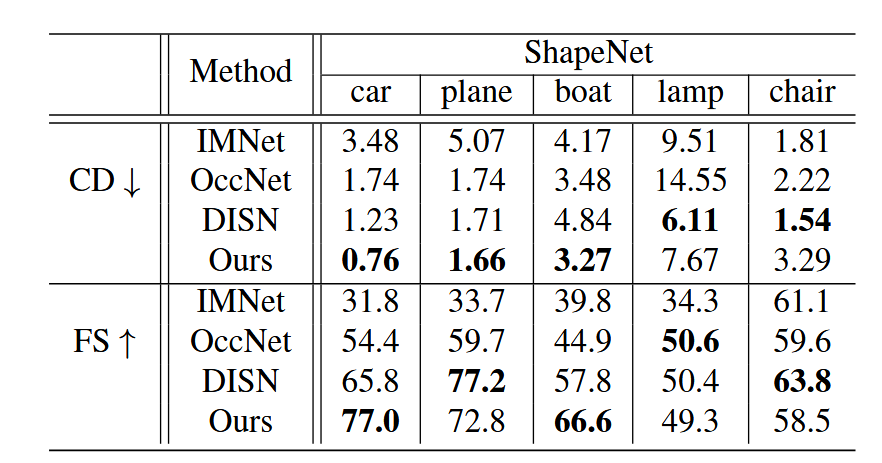 ShapeNet
Method
car plane boat lamp chair
IMNet 3.48 5.07 4.17 9.51 1.81
CD ↓ OccNet 1.74 1.74 3.48 14.55 2.22
DISN 1.23 1.71 4.84 6.11 1.54
Ours 0.76 1.66 3.27 7.67 3.29
IMNet 31.8 33.7 39.8 34.3 61.1
FS ↑ OccNet 54.4 59.7 44.9 50.6 59.6
DISN 65.8 77.2 57.8 50.4 63.8
Ours 77.0 72.8 66.6 49.3 58.5